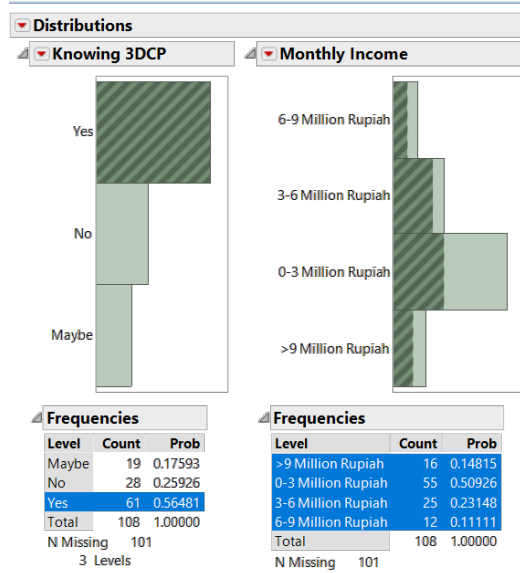 Distributions
Knowing 3DCP
Yes
No
Maybe
Frequencies
Level Count Prob
Maybe 19 0.17593
No 28 0.25926
Yes 61 0.56481
Total 108 1.00000
N Missing 101
3 Levels
Monthly Income
6-9 Million Rupiah
3-6 Million Rupiah
0-3 Million Rupiah
>9 Million Rupiah
Frequencies
Level Count Prob
>9 Million Rupiah 16 0.14815
0-3 Million Rupiah 55 0.50926
3-6 Million Rupiah 25 0.23148
6-9 Million Rupiah 12 0.11111
Total 108 1.00000
N Missing 101